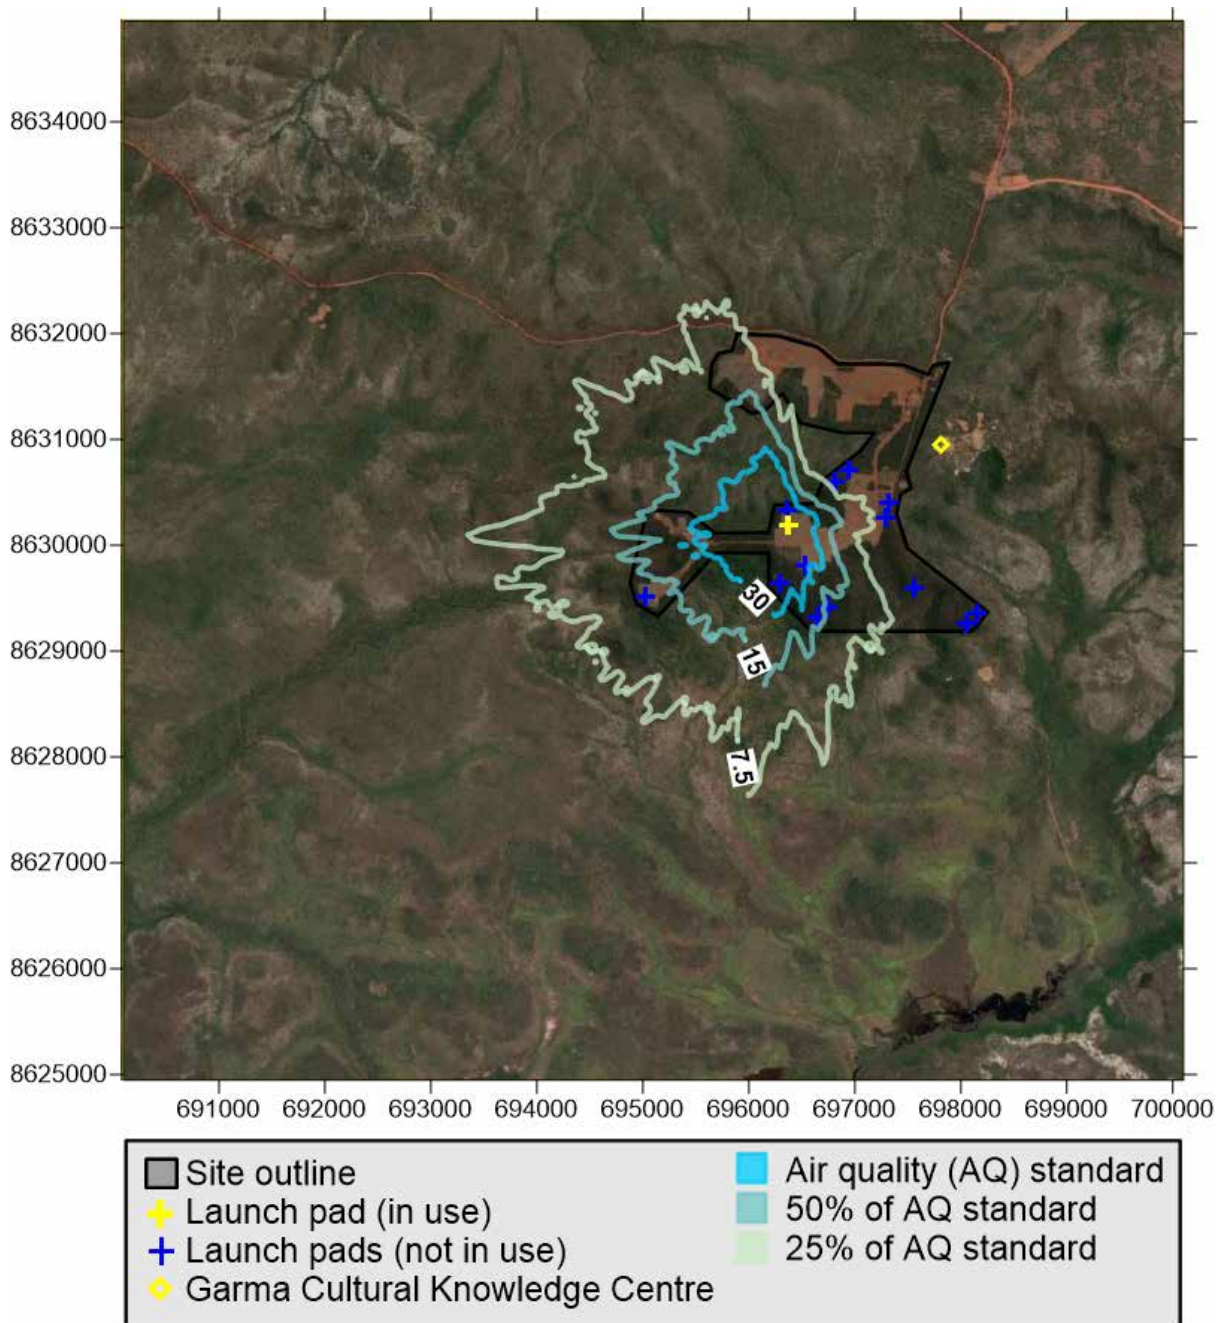 8634000
8633000
8632000
8631000
8630000
8629000
8628000
8627000
8626000
8625000
30
15
7.5
691000 692000 693000 694000 695000 696000 697000 698000 699000 700000
Site outline
Launch pad (in use)
Launch pads (not in use)
Garma Cultural Knowledge Centre
Air quality (AQ) standard
50% of AQ standard
25% of AQ standard